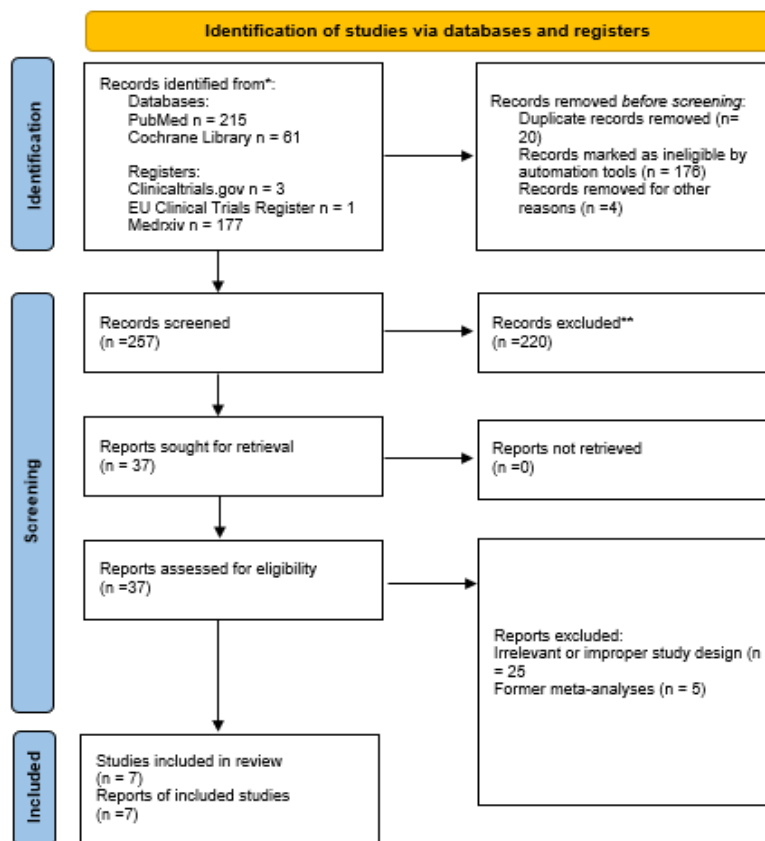 Identification of studies via databases and registers
Identification
Records identified from*:
Databases:
PubMed n = 215
Cochrane Library n = 61
Registers:
Clinicaltrials.gov n = 3
EU Clinical Trials Register n = 1
Medrxiv n = 177
Records removed before screening:
Duplicate records removed (n=
20)
Records marked as ineligible by
automation tools (n = 176)
Records removed for other
reasons (n =4)
Screening
Records screened
(n =257)
Records excluded**
(n =220)
Reports sought for retrieval
(n = 37)
Reports not retrieved
(n =0)
Reports assessed for eligibility
(n =37)
Reports excluded:
Irrelevant or improper study design (n
= 25
Former meta-analyses (n = 5)
Included
Studies included in review
(n = 7)
Reports of included studies
(n =7)